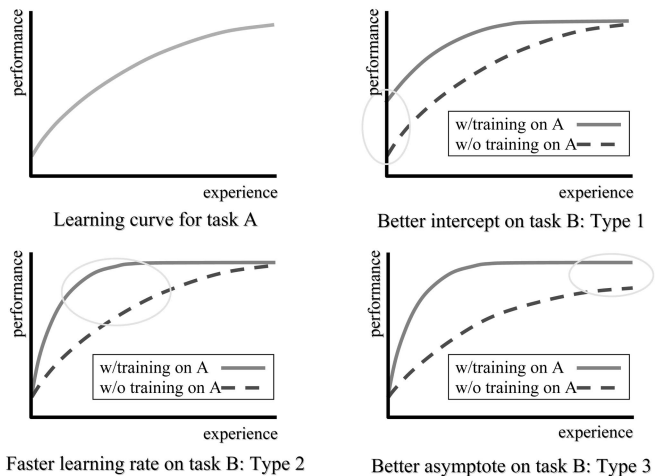 performance
experience
Learning curve for task A
performance
w/training on A
w/o training on A
experience
Better intercept on task B: Type 1
performance
w/training on A
w/o training on A
experience
Faster learning rate on task B: Type 2
performance
w/training on A
w/o training on A
experience
Better asymptote on task B: Type 3